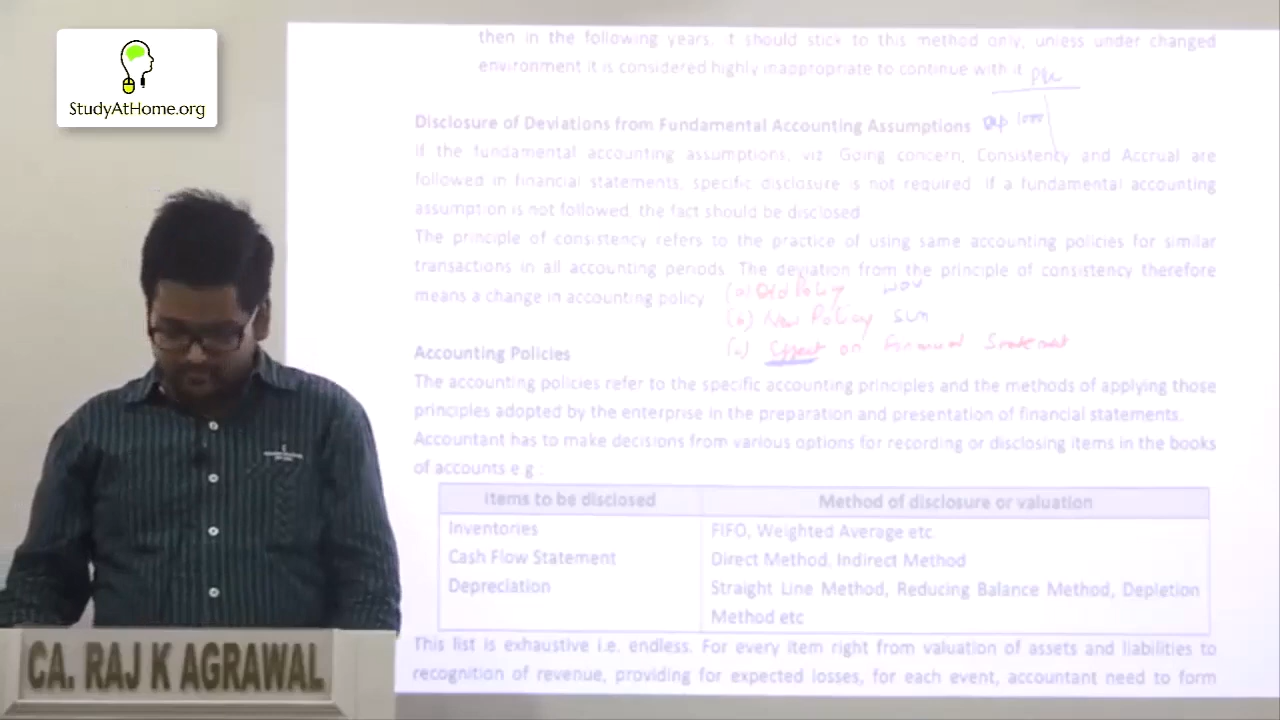 StudyAtHome.org
then in the following years, it should stick to this method only, unless under changed
environment it is considered highly inappropriate to continue with it.
Disclosure of Deviations from Fundamental Accounting Assumptions
If the fundamental accounting assumptions, viz. Going concern, Consistency and Accrual are
followed in financial statements, specific disclosure is not required. If a fundamental accounting
assumption is not followed, the fact should be disclosed.
The principle of consistency refers to the practice of using same accounting policies for similar
transactions in all accounting periods. The deviation from the principle of consistency therefore
means a change in accounting policy.
(a) Old Policy WDV
(b) New Policy SLM
(c) Effect on Financial Statement
Accounting Policies
The accounting policies refer to the specific accounting principles and the methods of applying those
principles adopted by the enterprise in the preparation and presentation of financial statements.
Accountant has to make decisions from various options for recording or disclosing items in the books
of accounts e.g.:
Items to be disclosed Method of disclosure or valuation
Inventories FIFO, Weighted Average etc
Cash Flow Statement Direct Method, Indirect Method
Depreciation Straight Line Method, Reducing Balance Method, Depletion
Method etc
This list is exhaustive i.e. endless. For every item right from valuation of assets and liabilities to
recognition of revenue, providing for expected losses, for each event, accountant need to form
CA. RAJ K AGRAWAL